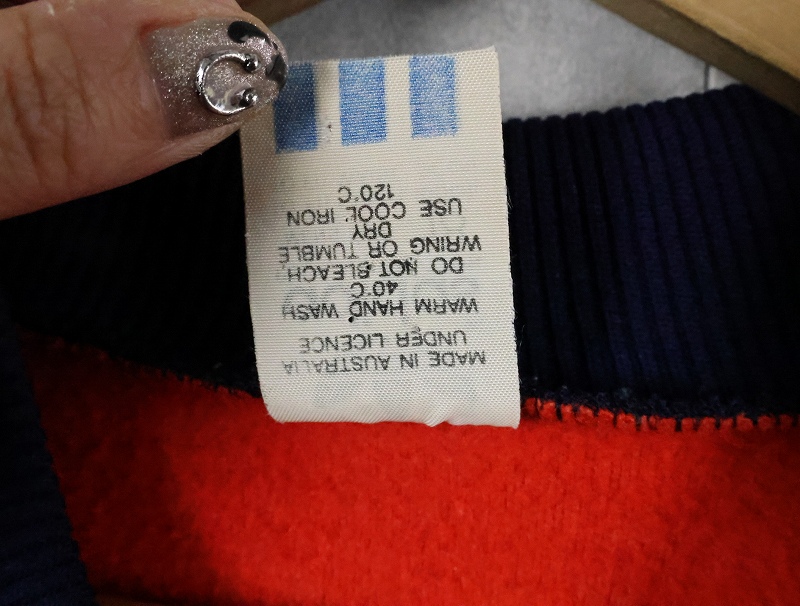 MADE IN AUSTRALIA
UNDER LICENCE
WARM HAND WASH
40°C
DO NOT BLEACH,
WRING OR TUMBLE
DRY
USE COOL IRON
120°C